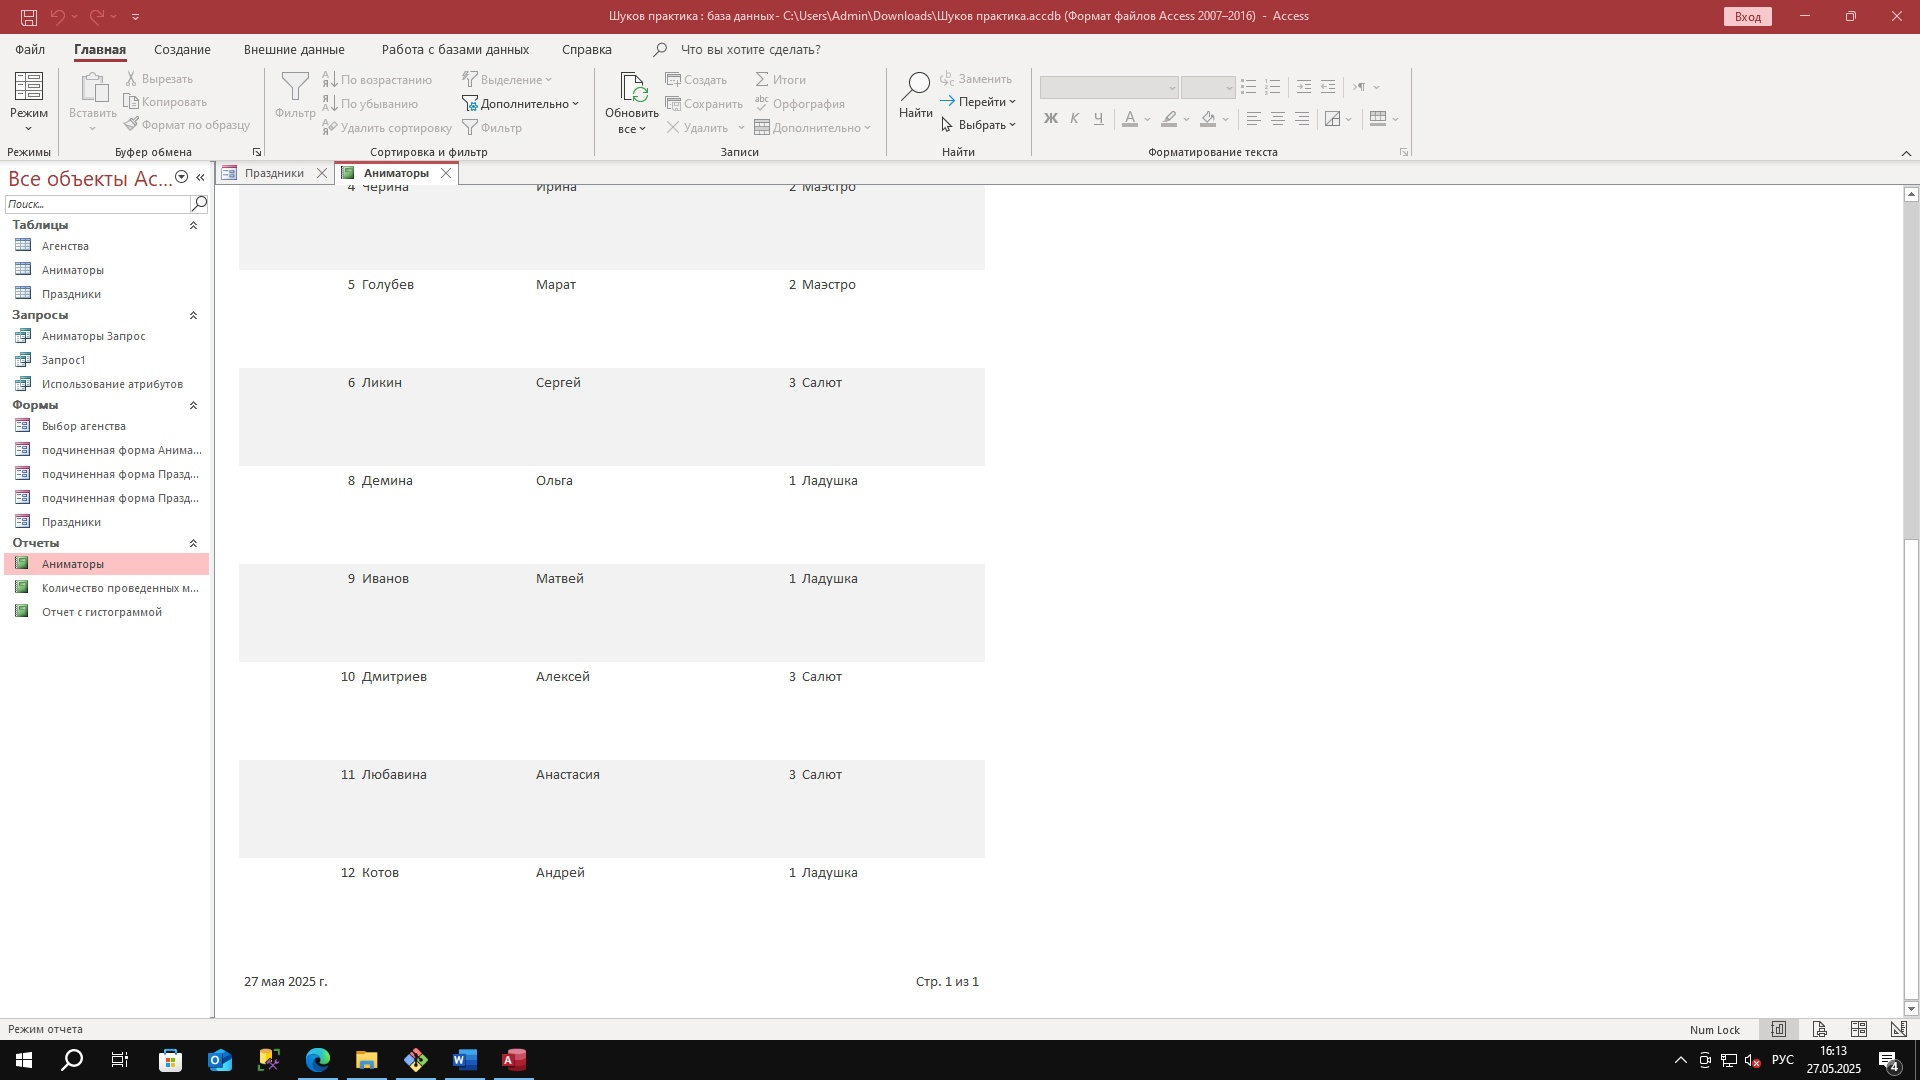 Шуков практика : база данных- C:\Users\Admin\Downloads\Шуков практика.accdb (Формат файлов Access 2007–2016) - Access
Вход
Файл
Главная
Создание
Внешние данные
Работа с базами данных
Справка
Что вы хотите сделать?
Режим
Режимы
Вставить
Вырезать
Копировать
Формат по образцу
Буфер обмена
Фильтр
По возрастанию
По убыванию
Удалить сортировку
Выделение
Дополнительно
Фильтр
Сортировка и фильтр
Обновить все
Создать
Сохранить
Удалить
Итоги
Орфография
Дополнительно
Записи
Найти
Заменить
Перейти
Выбрать
Найти
Ж К Ч А
Форматирование текста
Все объекты Ac...
Поиск...
Таблицы
Агенства
Аниматоры
Праздники
Запросы
Аниматоры Запрос
Запрос1
Использование атрибутов
Формы
Выбор агенства
подчиненная форма Анима...
подчиненная форма Празд...
подчиненная форма Празд...
Праздники
Отчеты
Аниматоры
Количество проведенных м...
Отчет с гистограммой
Праздники
Аниматоры
4 Черина Ирина 2 Маэстро
5 Голубев Марат 2 Маэстро
6 Ликин Сергей 3 Салют
8 Демина Ольга 1 Ладушка
9 Иванов Матвей 1 Ладушка
10 Дмитриев Алексей 3 Салют
11 Любавина Анастасия 3 Салют
12 Котов Андрей 1 Ладушка
27 мая 2025 г. Стр. 1 из 1
Режим отчета
Num Lock
РУС
16:13
27.05.2025
4